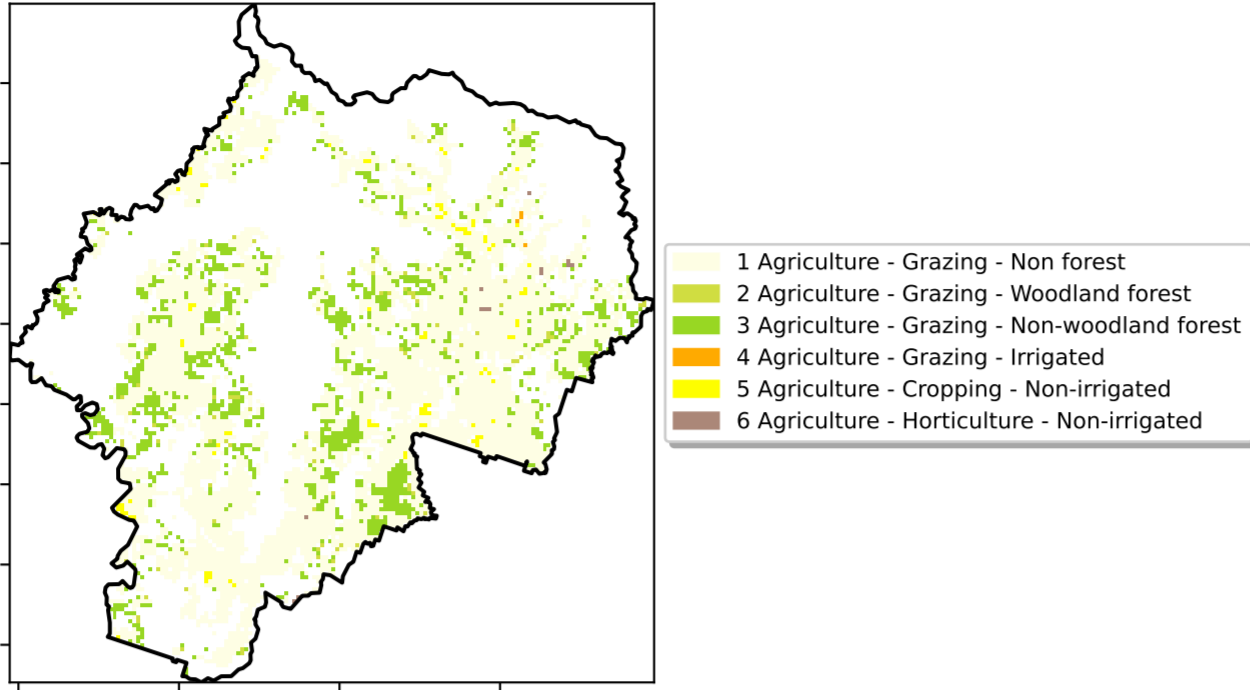 1 Agriculture - Grazing - Non forest
2 Agriculture - Grazing - Woodland forest
3 Agriculture - Grazing - Non-woodland forest
4 Agriculture - Grazing - Irrigated
5 Agriculture - Cropping - Non-irrigated
6 Agriculture - Horticulture - Non-irrigated